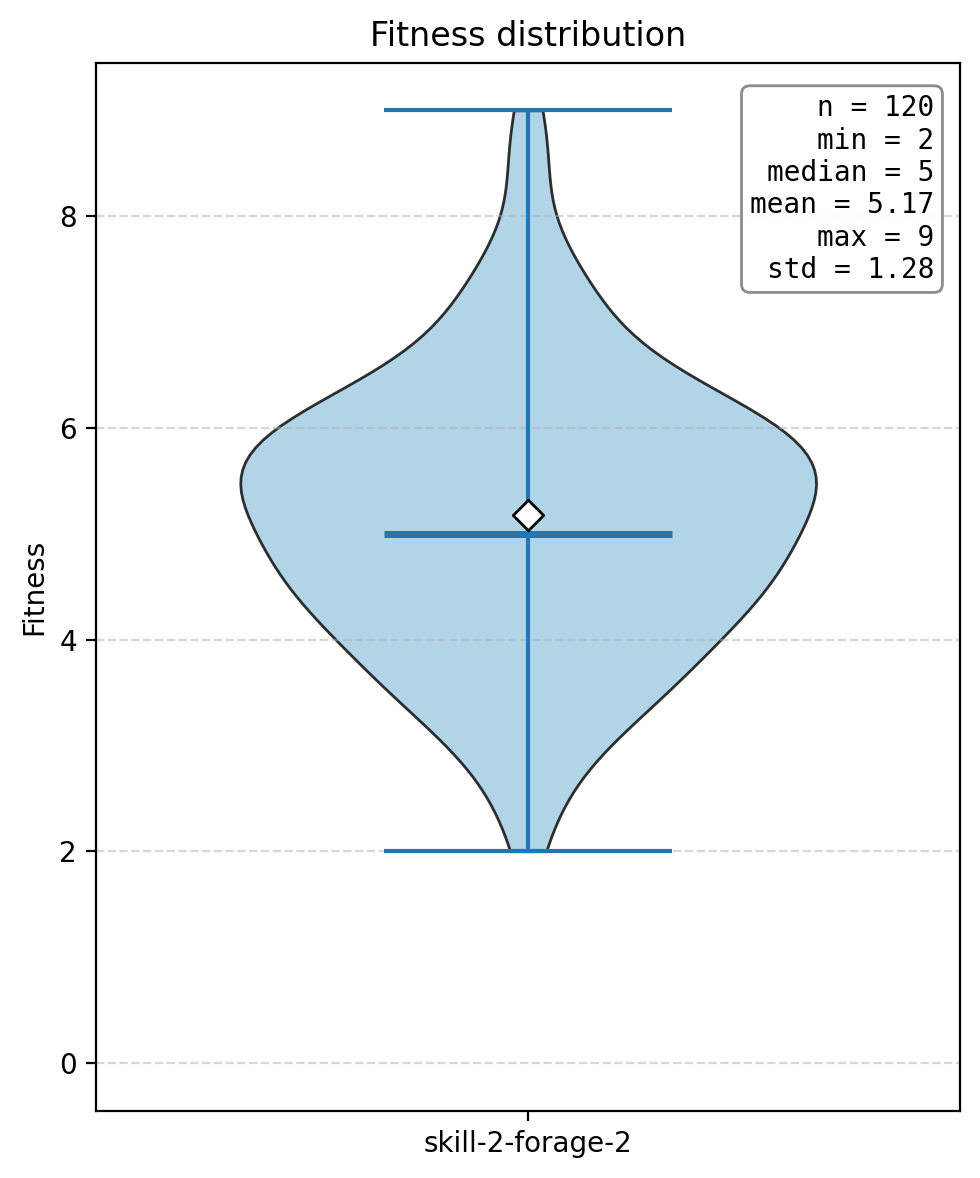 Fitness distribution
n = 120
min = 2
median = 5
mean = 5.17
max = 9
std = 1.28
Fitness
8
6
4
2
0
skill-2-forage-2